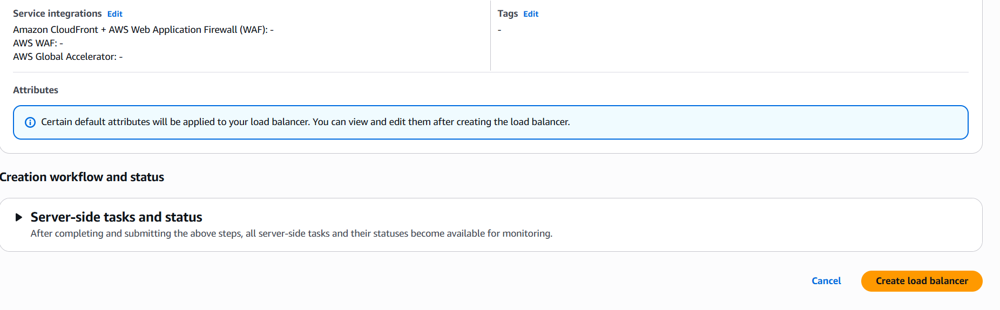 Service integrations Edit
Amazon CloudFront + AWS Web Application Firewall (WAF): -
AWS WAF: -
AWS Global Accelerator: -
Tags Edit
-
Attributes
Certain default attributes will be applied to your load balancer. You can view and edit them after creating the load balancer.
Creation workflow and status
Server-side tasks and status
After completing and submitting the above steps, all server-side tasks and their statuses become available for monitoring.
Cancel
Create load balancer